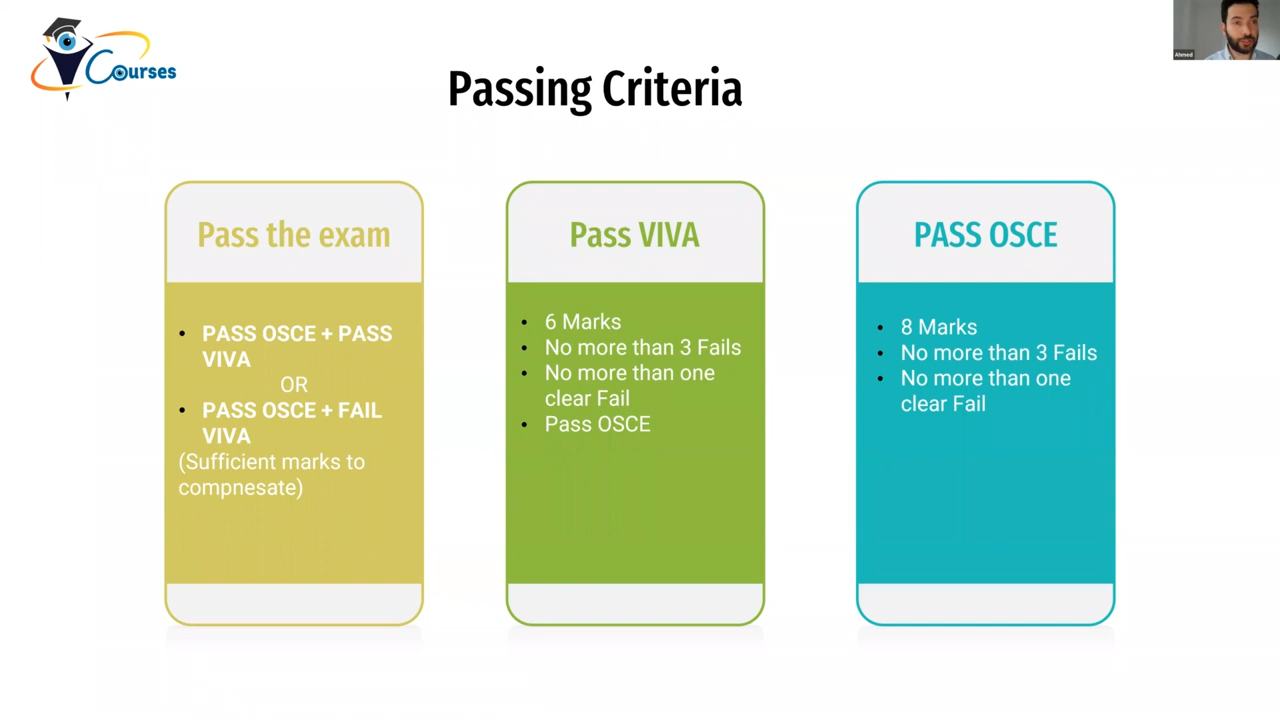 Courses
Ahmed
Passing Criteria
Pass the exam
• PASS OSCE + PASS
VIVA
OR
• PASS OSCE + FAIL
VIVA
(Sufficient marks to
compnesate)
Pass VIVA
• 6 Marks
• No more than 3 Fails
• No more than one
clear Fail
• Pass OSCE
PASS OSCE
• 8 Marks
• No more than 3 Fails
• No more than one
clear Fail